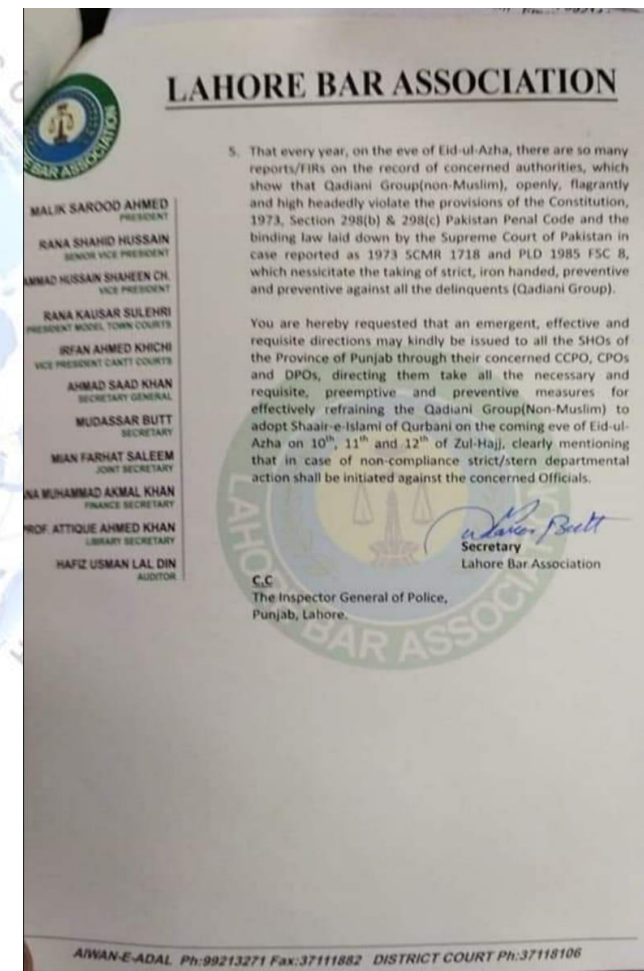 LAHORE BAR ASSOCIATION
MALIK SAROOD AHMED
PRESIDENT
RANA SHAHID HUSSAIN
SENIOR VICE PRESIDENT
HUSSAIN SHAHEEN CH.
VICE PRESIDENT
RANA KAUSAR SULEHRI
PRESIDENT MODEL TOWN COURTS
IRFAN AHMED KHICHI
VICE PRESIDENT CANTT COURTS
AHMAD SAAD KHAN
SECRETARY GENERAL
MUDASSAR BUTT
SECRETARY
MIAN FARHAT SALEEM
JOINT SECRETARY
MUHAMMAD AKMAL KHAN
FINANCE SECRETARY
PROF. ATTIQUE AHMED KHAN
LIBRARY SECRETARY
HAFIZ USMAN LAL DIN
AUDITOR
5. That every year, on the eve of Eid-ul-Azha, there are so many
reports/FIRs on the record of concerned authorities, which
show that Qadiani Group(non-Muslim), openly, flagrantly
and high headedly violate the provisions of the Constitution,
1973, Section 298(b) & 298(c) Pakistan Penal Code and the
binding law laid down by the Supreme Court of Pakistan in
case reported as 1973 SCMR 1718 and PLD 1985 FSC 8,
which nessicitate the taking of strict, iron handed, preventive
and preventive against all the delinquents (Qadiani Group).
You are hereby requested that an emergent, effective and
requisite directions may kindly be issued to all the SHOs of
the Province of Punjab through their concerned CCPO, CPOs
and DPOs, directing them take all the necessary and
requisite, preemptive and preventive measures for
effectively refraining the Qadiani Group(Non-Muslim) to
adopt Shaair-e-Islami of Qurbani on the coming eve of Eid-ul-
Azha on 10th, 11th and 12th of Zul-Hajj, clearly mentioning
that in case of non-compliance strict/stern departmental
action shall be initiated against the concerned Officials.
Butt
Secretary
Lahore Bar Association
C.C
The Inspector General of Police,
Punjab, Lahore.
LAHORE BAR ASSOCIATION
AIWAN-E-ADAL Ph:99213271 Fax:37111882 DISTRICT COURT Ph:37118106